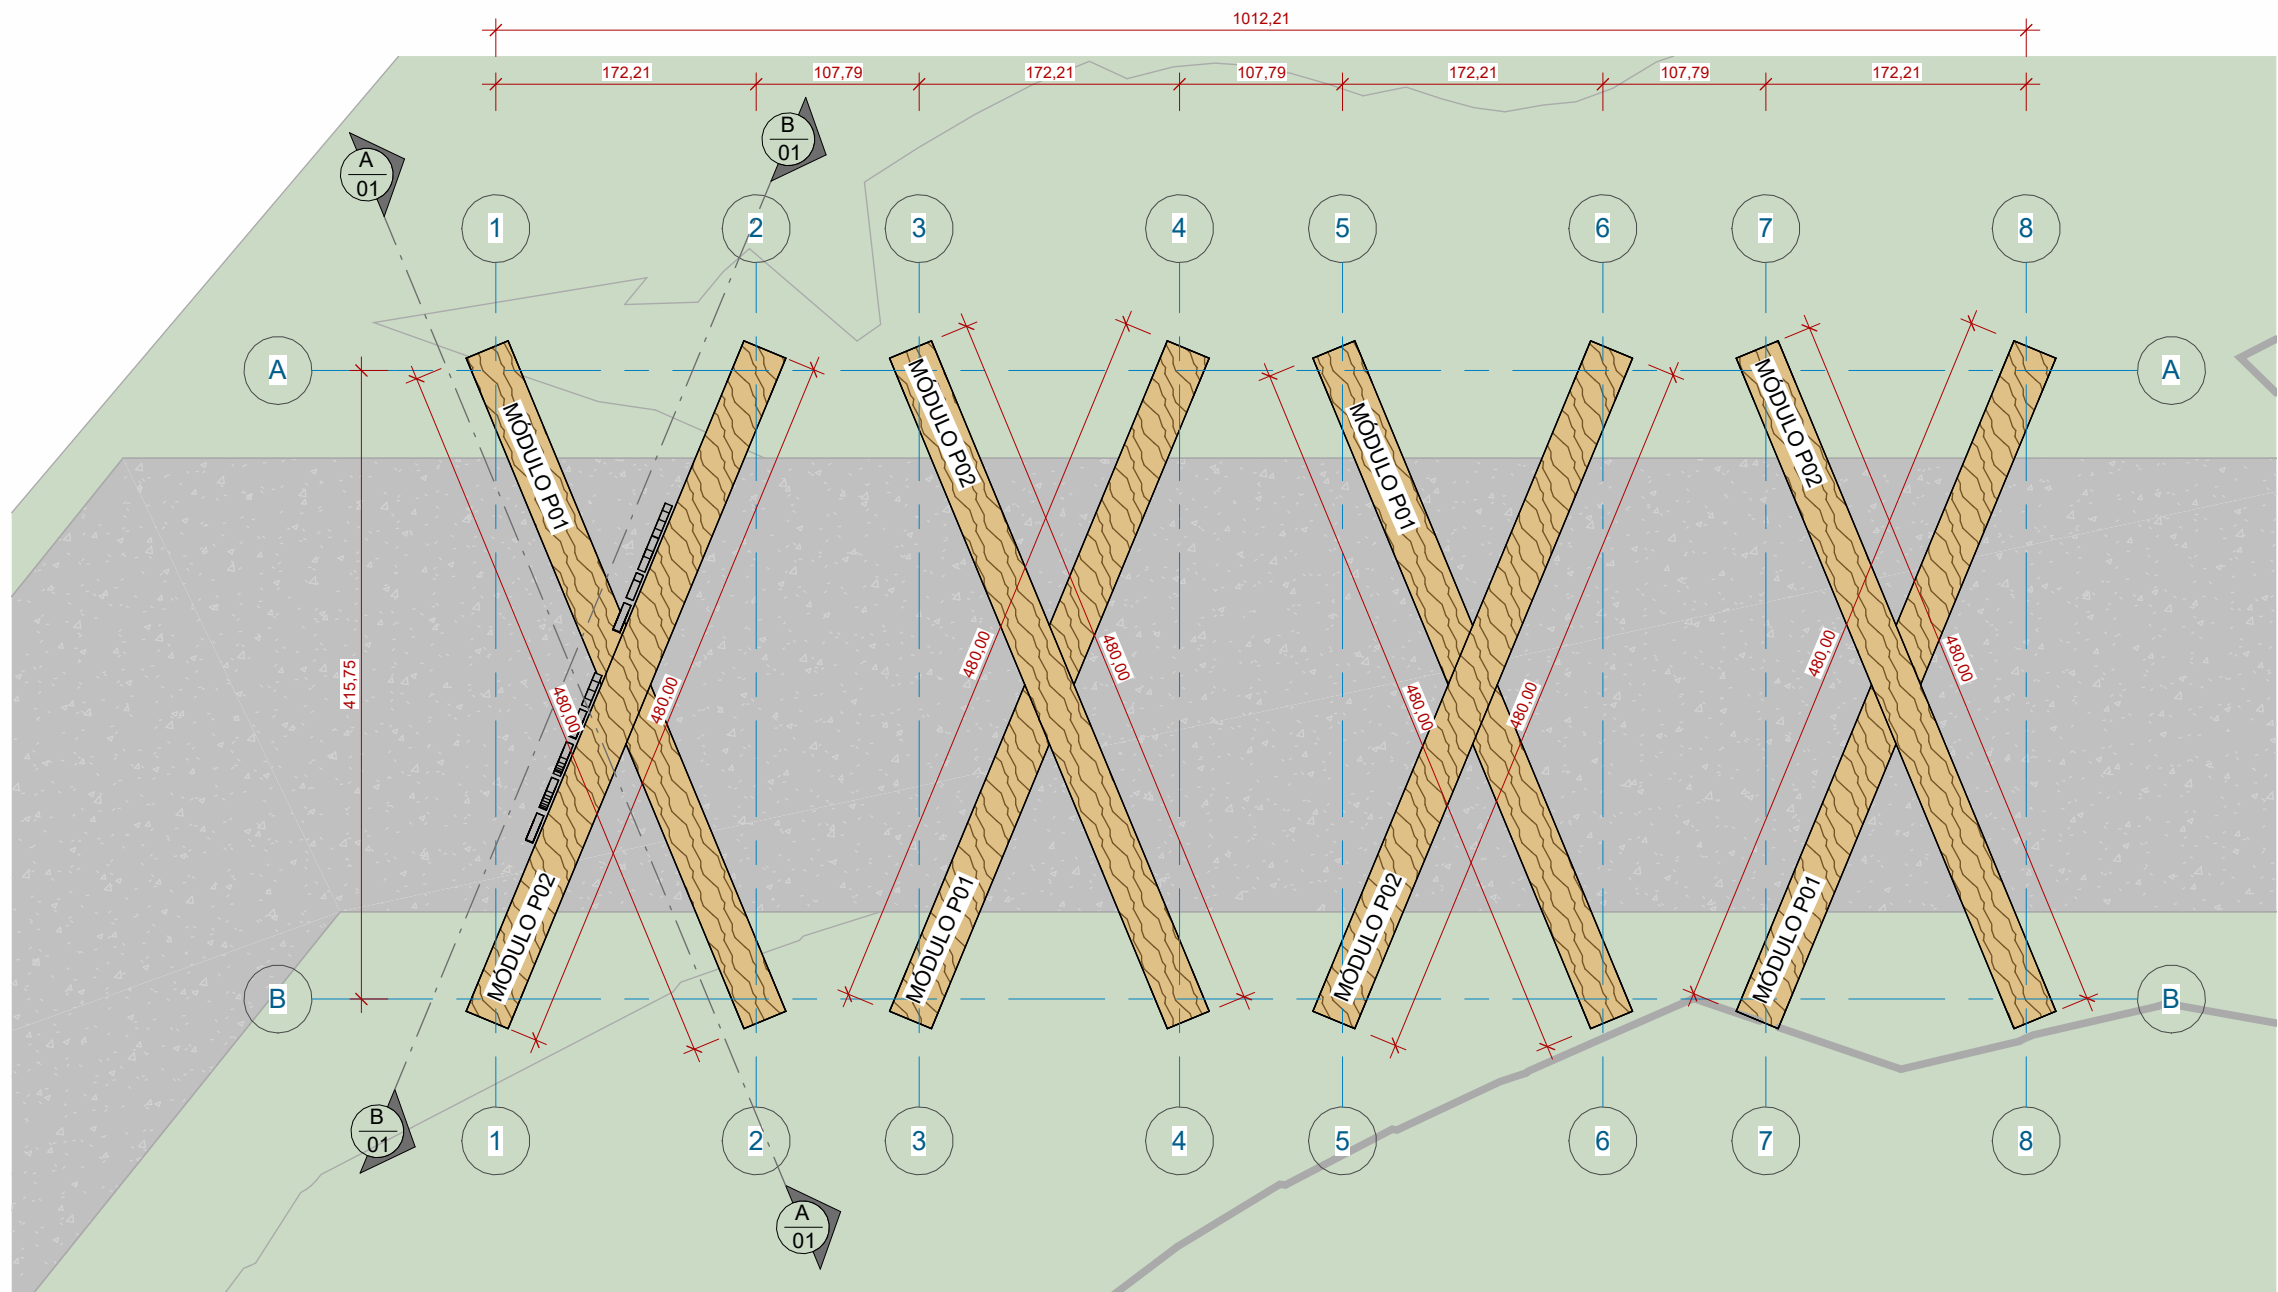 1012,21
172,21 107,79 172,21 107,79 172,21 107,79 172,21
B
01
A
01
1 2 3 4 5 6 7 8
A A
MÓDULO P01 MÓDULO P02 MÓDULO P01 MÓDULO P02
415,75
480,00 480,00 480,00 480,00 480,00 480,00 480,00 480,00
MÓDULO P02 MÓDULO P01 MÓDULO P02 MÓDULO P01
B B
B
01
1 2 3 4 5 6 7 8
A
01